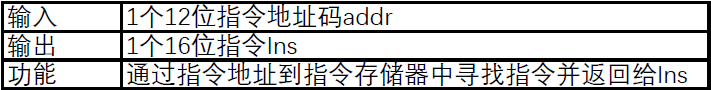 输入 1个12位指令地址码addr
输出 1个16位指令Ins
功能 通过指令地址到指令存储器中寻找指令并返回给Ins